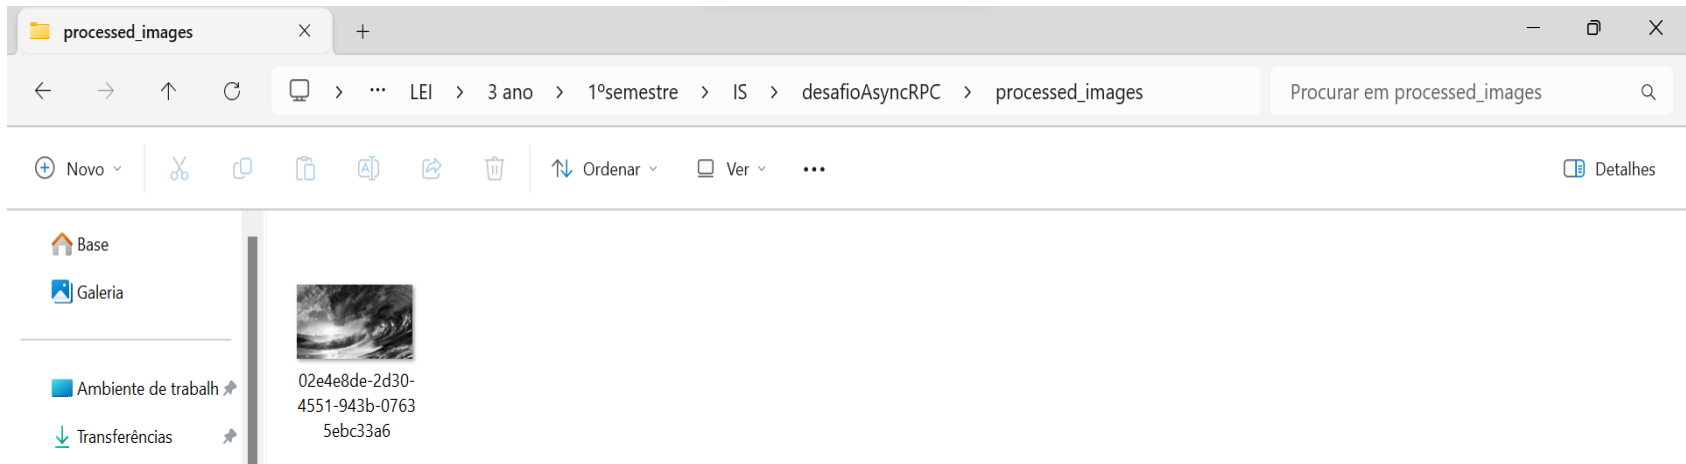 processed_images
LEI > 3 ano > 1ºsemestre > IS > desafioAsyncRPC > processed_images
Procurar em processed_images
Novo
Ordenar
Ver
Detalhes
Base
Galeria
Ambiente de trabalh
Transferências
02e4e8de-2d30-
4551-943b-0763
5ebc33a6